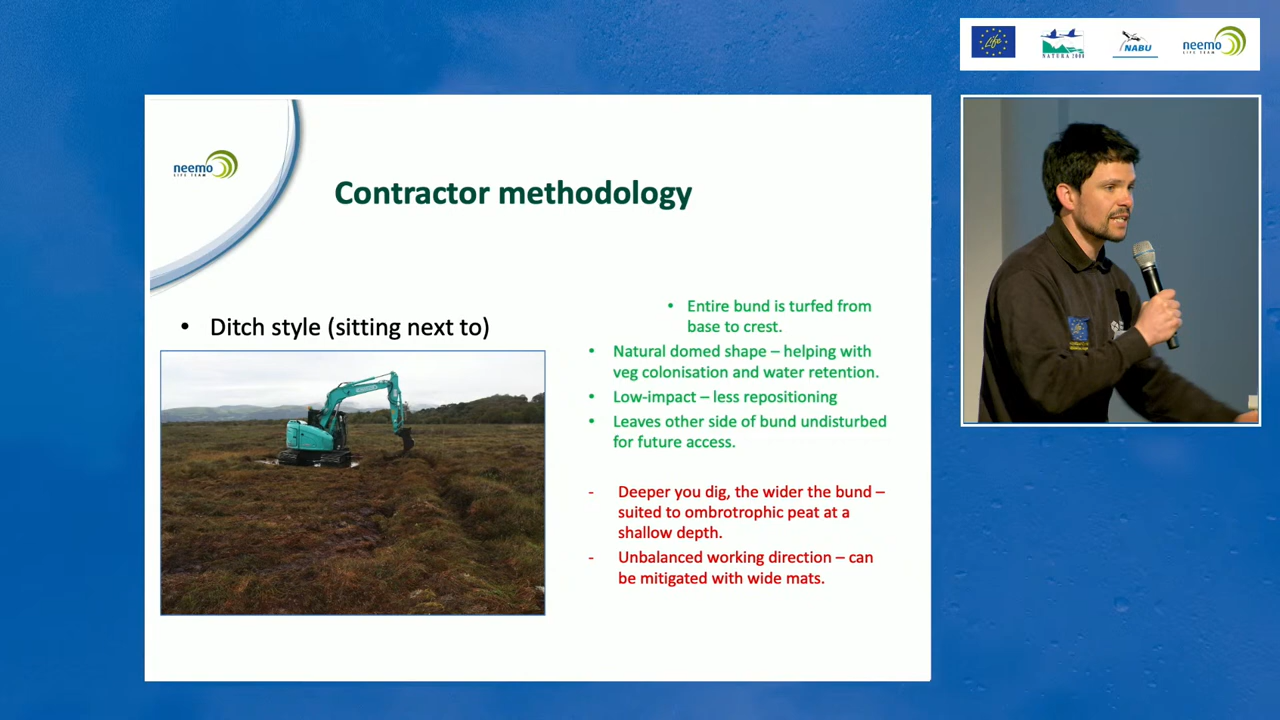 Life
NATURA 2000
NABU
neemo
LIFE TEAM
neemo
LIFE TEAM
Contractor methodology
• Ditch style (sitting next to)
• Entire bund is turfed from
base to crest.
• Natural domed shape – helping with
veg colonisation and water retention.
• Low-impact – less repositioning
• Leaves other side of bund undisturbed
for future access.
- Deeper you dig, the wider the bund –
suited to ombrotrophic peat at a
shallow depth.
- Unbalanced working direction – can
be mitigated with wide mats.